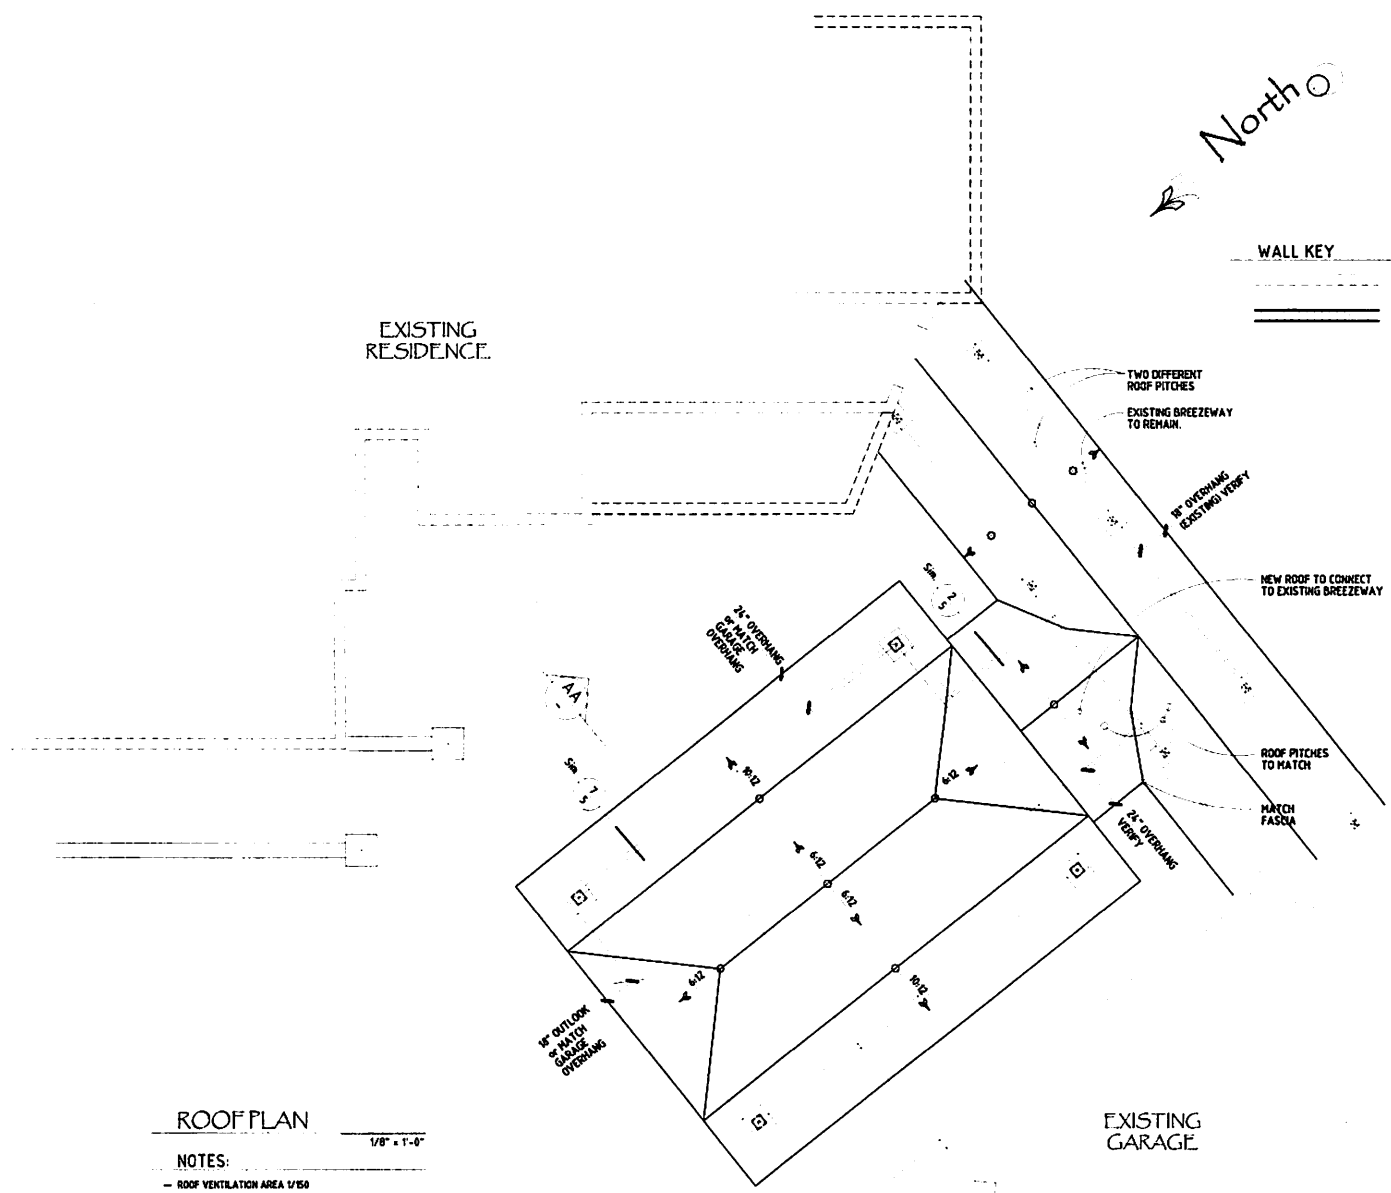 North
WALL KEY
EXISTING
RESIDENCE
TWO DIFFERENT
ROOF PITCHES
EXISTING BREEZEWAY
TO REMAIN.
18" OVERHANG
(EXISTING) VERIFY
NEW ROOF TO CONNECT
TO EXISTING BREEZEWAY
Sim.
2
5
24" OVERHANG
or MATCH
GARAGE
OVERHANG
AA
Sim
5
10:12
6:12
6:12
6:12
6:12
10:12
ROOF PITCHES
TO MATCH
MATCH
FASCIA
24" OVERHANG
VERIFY
18" OUTLOOK
or MATCH
GARAGE
OVERHANG
ROOF PLAN
1/8" = 1'-0"
NOTES:
— ROOF VENTILATION AREA 1/150
EXISTING
GARAGE